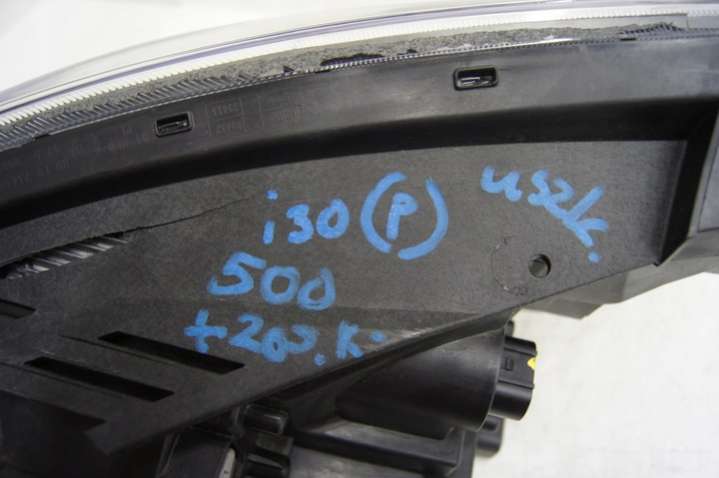 i30 (P) uszk.
500
+200. K.